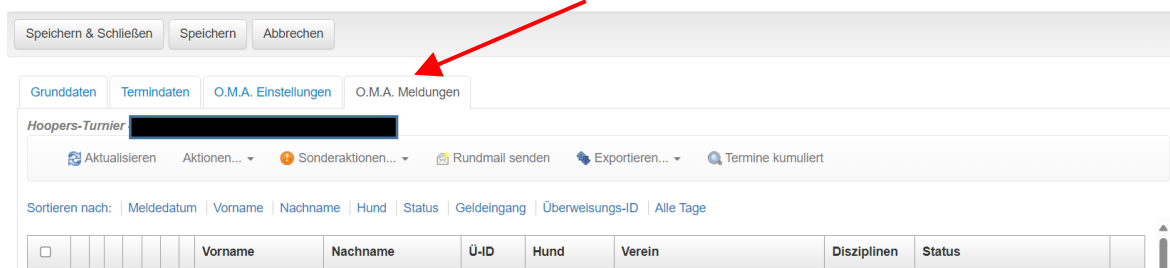 Speichern & Schließen Speichern Abbrechen
Grunddaten Termindaten O.M.A. Einstellungen O.M.A. Meldungen
Hoopers-Turnier
Aktualisieren Aktionen... Sonderaktionen... Rundmail senden Exportieren... Termine kumuliert
Sortieren nach: | Meldedatum | Vorname | Nachname | Hund | Status | Geldeingang | Überweisungs-ID | Alle Tage
Vorname Nachname Ü-ID Hund Verein Disziplinen Status